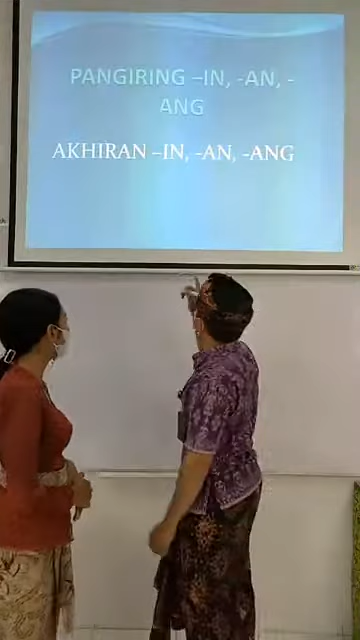 PANGIRING –IN, -AN, -
ANG
AKHIRAN –IN, -AN, -ANG